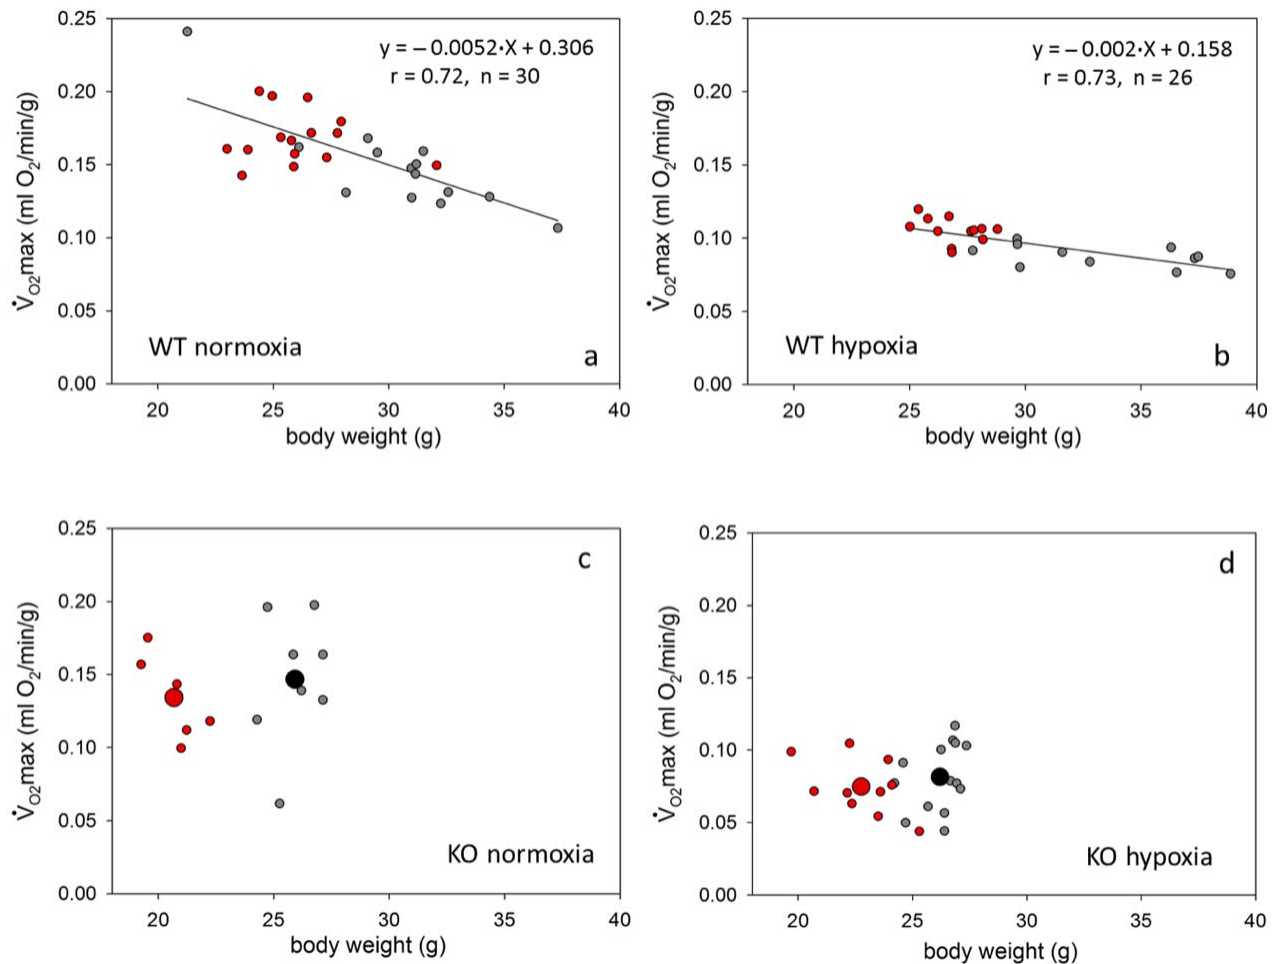 0.25
0.20
0.15
0.10
0.05
0.00
V̇O2max (ml O2/min/g)
y = – 0.0052·X + 0.306
r = 0.72, n = 30
WT normoxia
a
20 25 30 35 40
body weight (g)
0.25
0.20
0.15
0.10
0.05
0.00
V̇O2max (ml O2/min/g)
y = – 0.002·X + 0.158
r = 0.73, n = 26
WT hypoxia
b
20 25 30 35 40
body weight (g)
0.25
0.20
0.15
0.10
0.05
0.00
V̇O2max (ml O2/min/g)
c
KO normoxia
20 25 30 35 40
body weight (g)
0.25
0.20
0.15
0.10
0.05
0.00
V̇O2max (ml O2/min/g)
d
KO hypoxia
20 25 30 35 40
body weight (g)